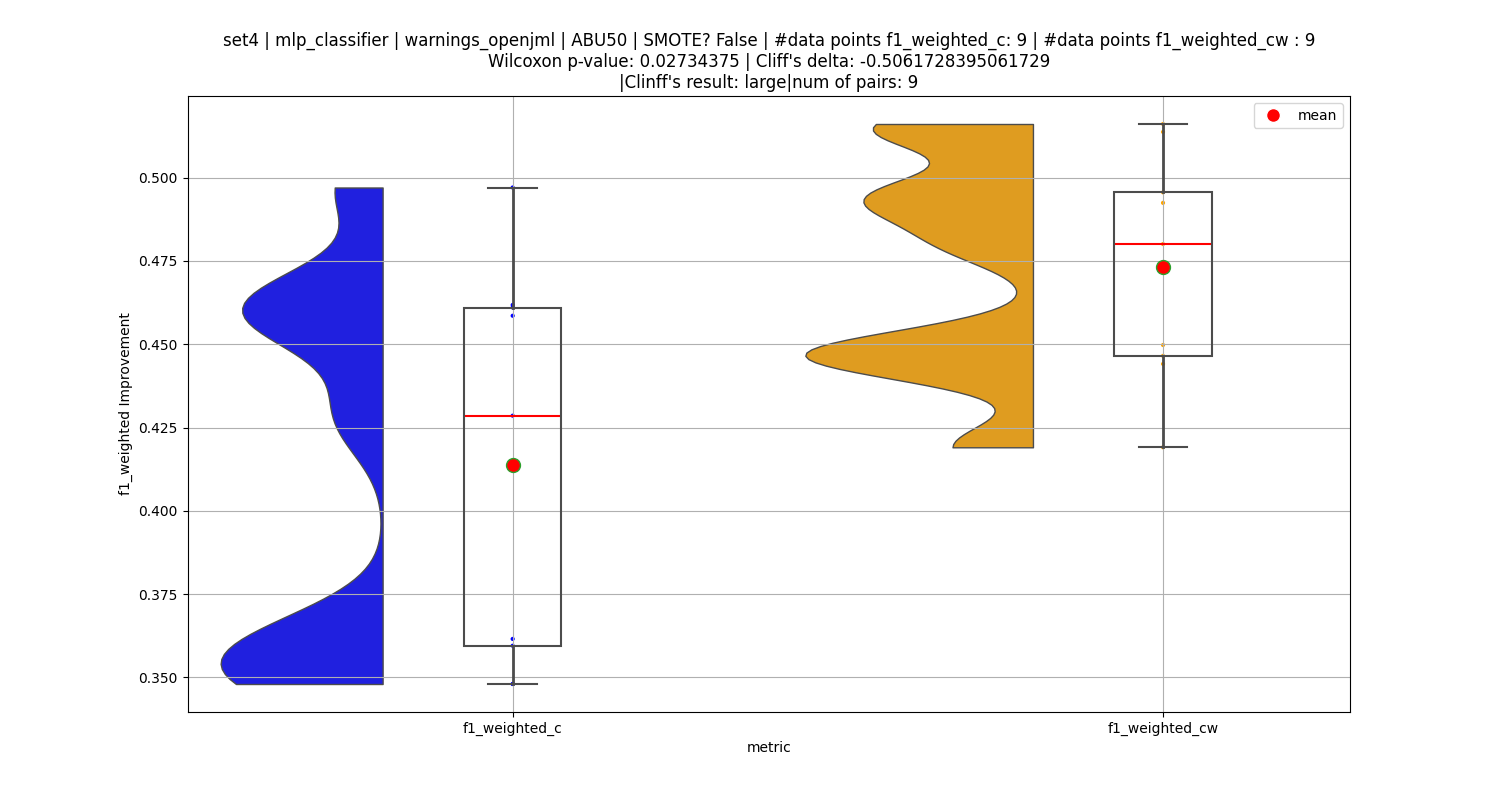 set4 | mlp_classifier | warnings_openjml | ABU50 | SMOTE? False | #data points f1_weighted_c: 9 | #data points f1_weighted_cw : 9
Wilcoxon p-value: 0.02734375 | Cliff's delta: -0.5061728395061729
|Clinff's result: large|num of pairs: 9
mean
0.500
0.475
0.450
0.425
0.400
0.375
0.350
f1_weighted Improvement
f1_weighted_c
f1_weighted_cw
metric